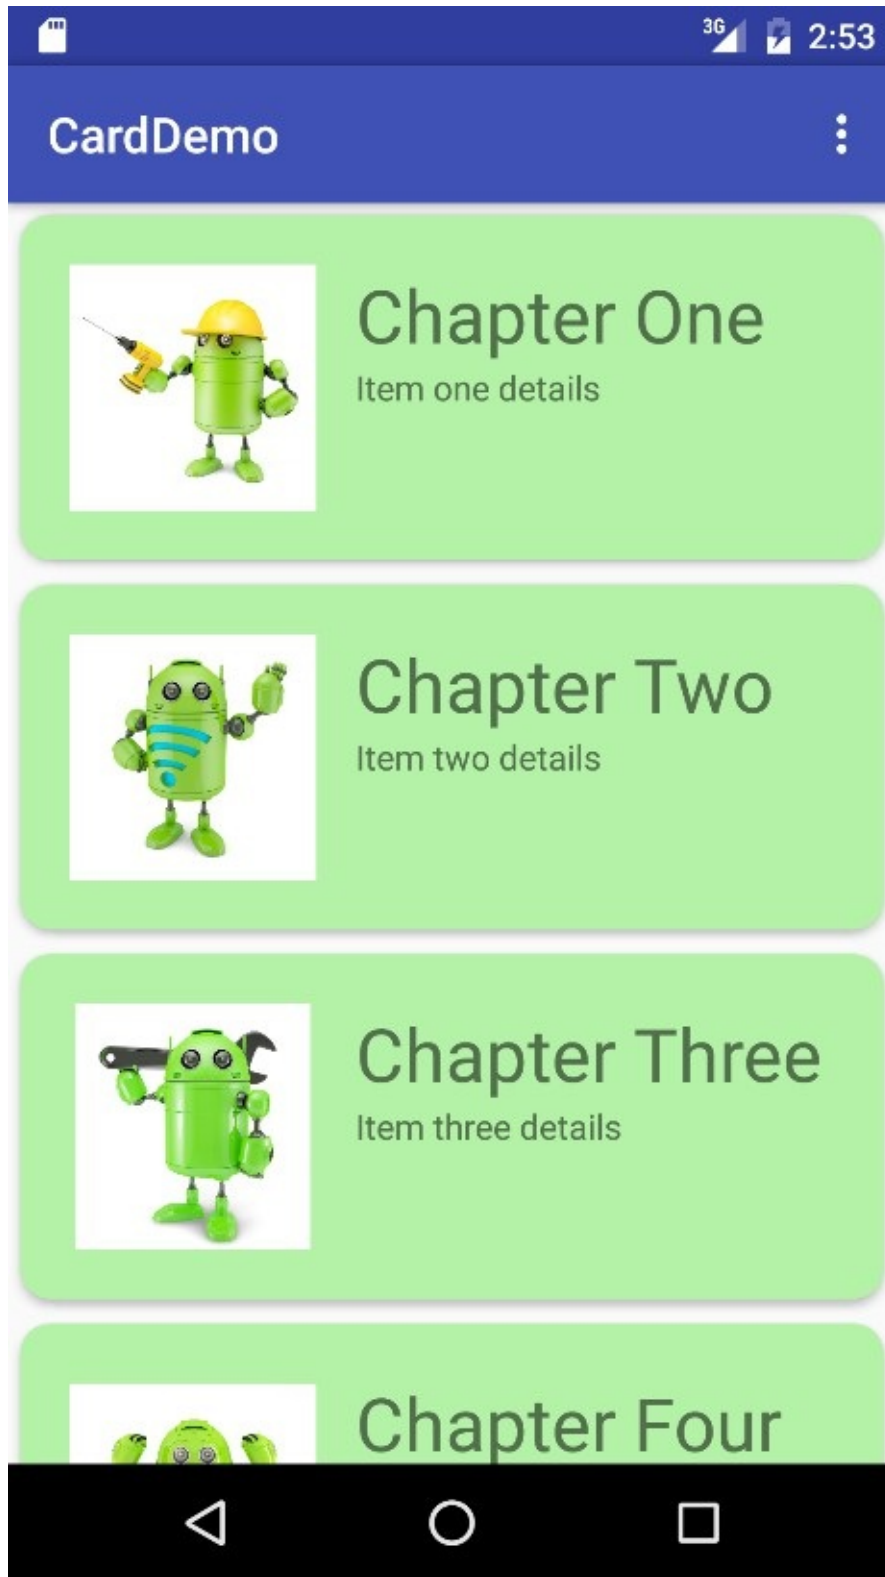 3G 2:53
CardDemo
Chapter One
Item one details
Chapter Two
Item two details
Chapter Three
Item three details
Chapter Four